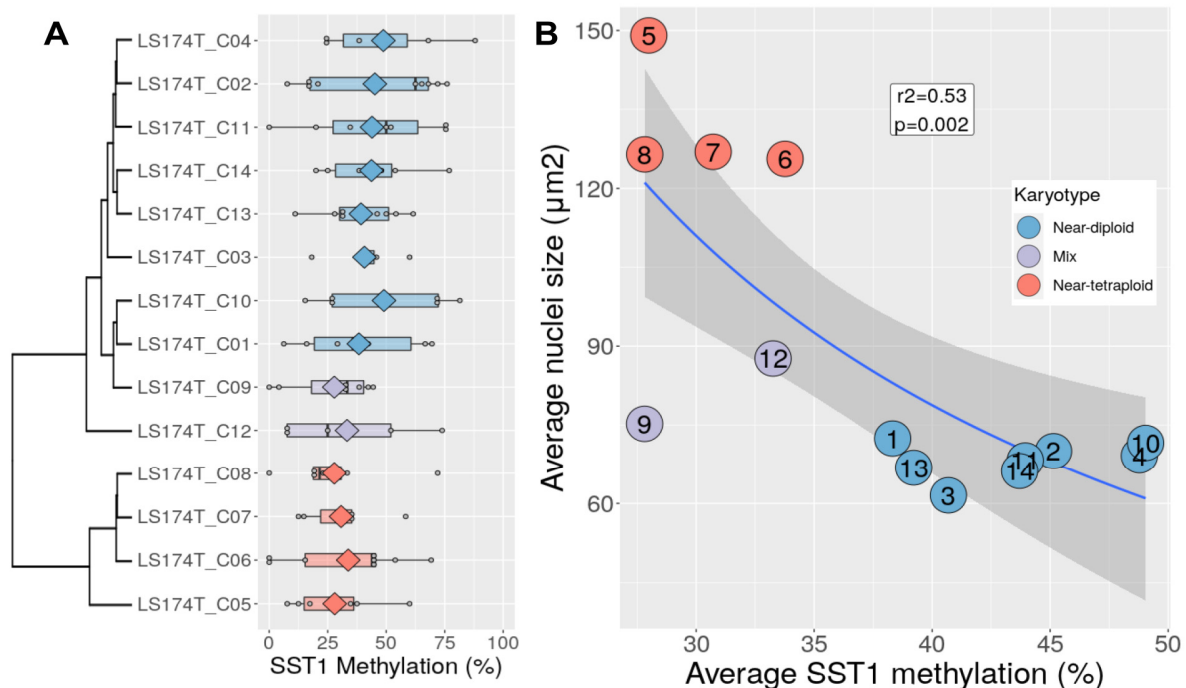 A
LS174T_C04
LS174T_C02
LS174T_C11
LS174T_C14
LS174T_C13
LS174T_C03
LS174T_C10
LS174T_C01
LS174T_C09
LS174T_C12
LS174T_C08
LS174T_C07
LS174T_C06
LS174T_C05
0 25 50 75 100
SST1 Methylation (%)
B
Average nuclei size (µm2)
150
120
90
60
5
8
7
6
12
9
1
13
3
11
14
2
10
4
r2=0.53
p=0.002
Karyotype
Near-diploid
Mix
Near-tetraploid
30 35 40 45 50
Average SST1 methylation (%)